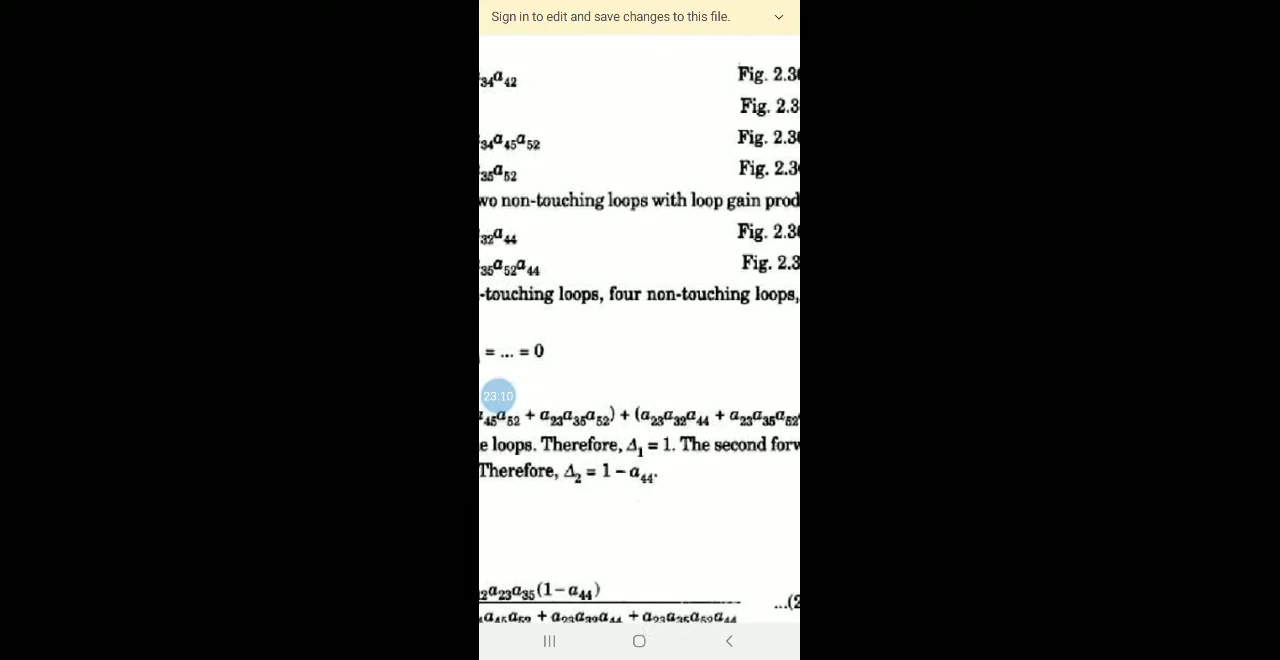 Sign in to edit and save changes to this file.
₃₄a₄₂ Fig. 2.3
Fig. 2.3
₃₄a₄₅a₅₂ Fig. 2.3
₃₅a₅₂ Fig. 2.3
wo non-touching loops with loop gain prod
₃₂a₄₄ Fig. 2.3
₃₅a₅₂a₄₄ Fig. 2.3
-touching loops, four non-touching loops,
= ... = 0
23:10
₄₅a₅₂ + a₂₃a₃₅a₅₂) + (a₂₃a₃₂a₄₄ + a₂₃a₃₅a₅₂
e loops. Therefore, Δ₁ = 1. The second forw
Therefore, Δ₂ = 1 – a₄₄.
₂a₂₃a₃₅(1 – a₄₄)
...(2
a₄₅a₅₂ + a₂₃a₃₂a₄₄ + a₂₃a₃₅a₅₂a₄₄